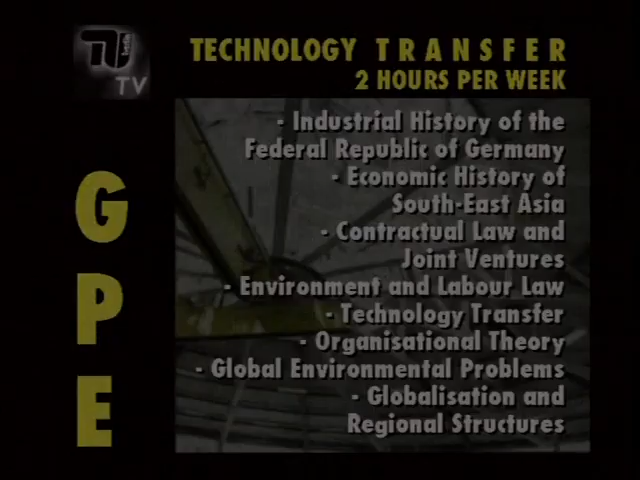 TU
berlin
TV
TECHNOLOGY TRANSFER
2 HOURS PER WEEK
GPE
- Industrial History of the
Federal Republic of Germany
- Economic History of
South-East Asia
- Contractual Law and
Joint Ventures
- Environment and Labour Law
- Technology Transfer
- Organisational Theory
- Global Environmental Problems
- Globalisation and
Regional Structures